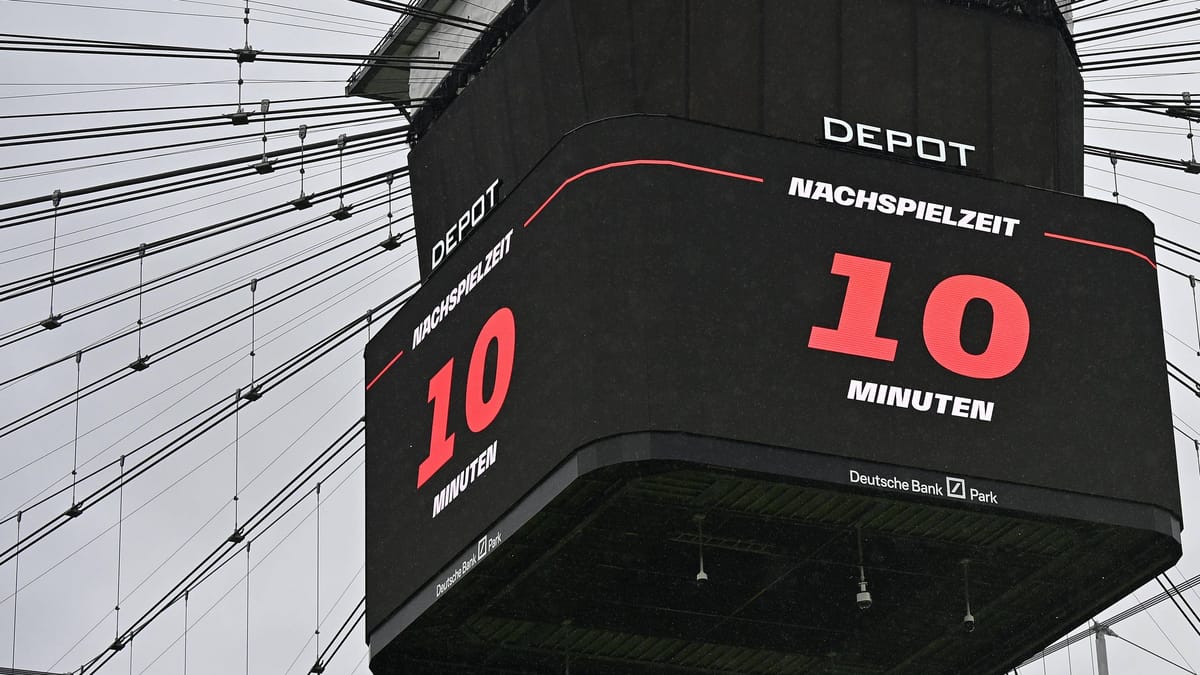 DEPOT
NACHSPIELZEIT
10
MINUTEN
Deutsche Bank Park
DEPOT
NACHSPIELZEIT
10
MINUTEN
Deutsche Bank Park